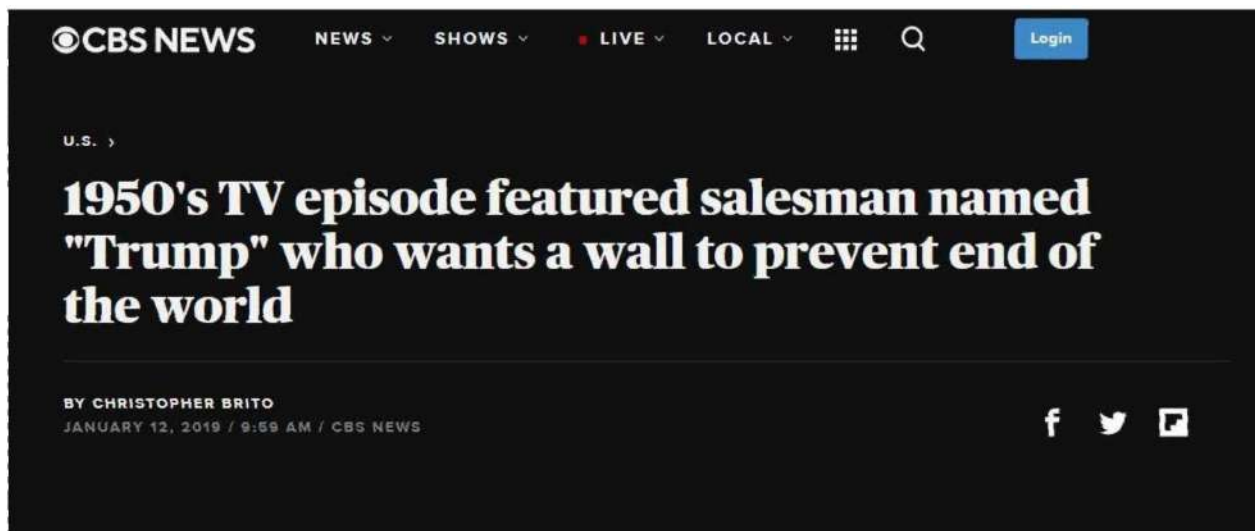 CBS NEWS NEWS SHOWS LIVE LOCAL Login
U.S. >
1950's TV episode featured salesman named
"Trump" who wants a wall to prevent end of
the world
BY CHRISTOPHER BRITO
JANUARY 12, 2019 / 9:59 AM / CBS NEWS